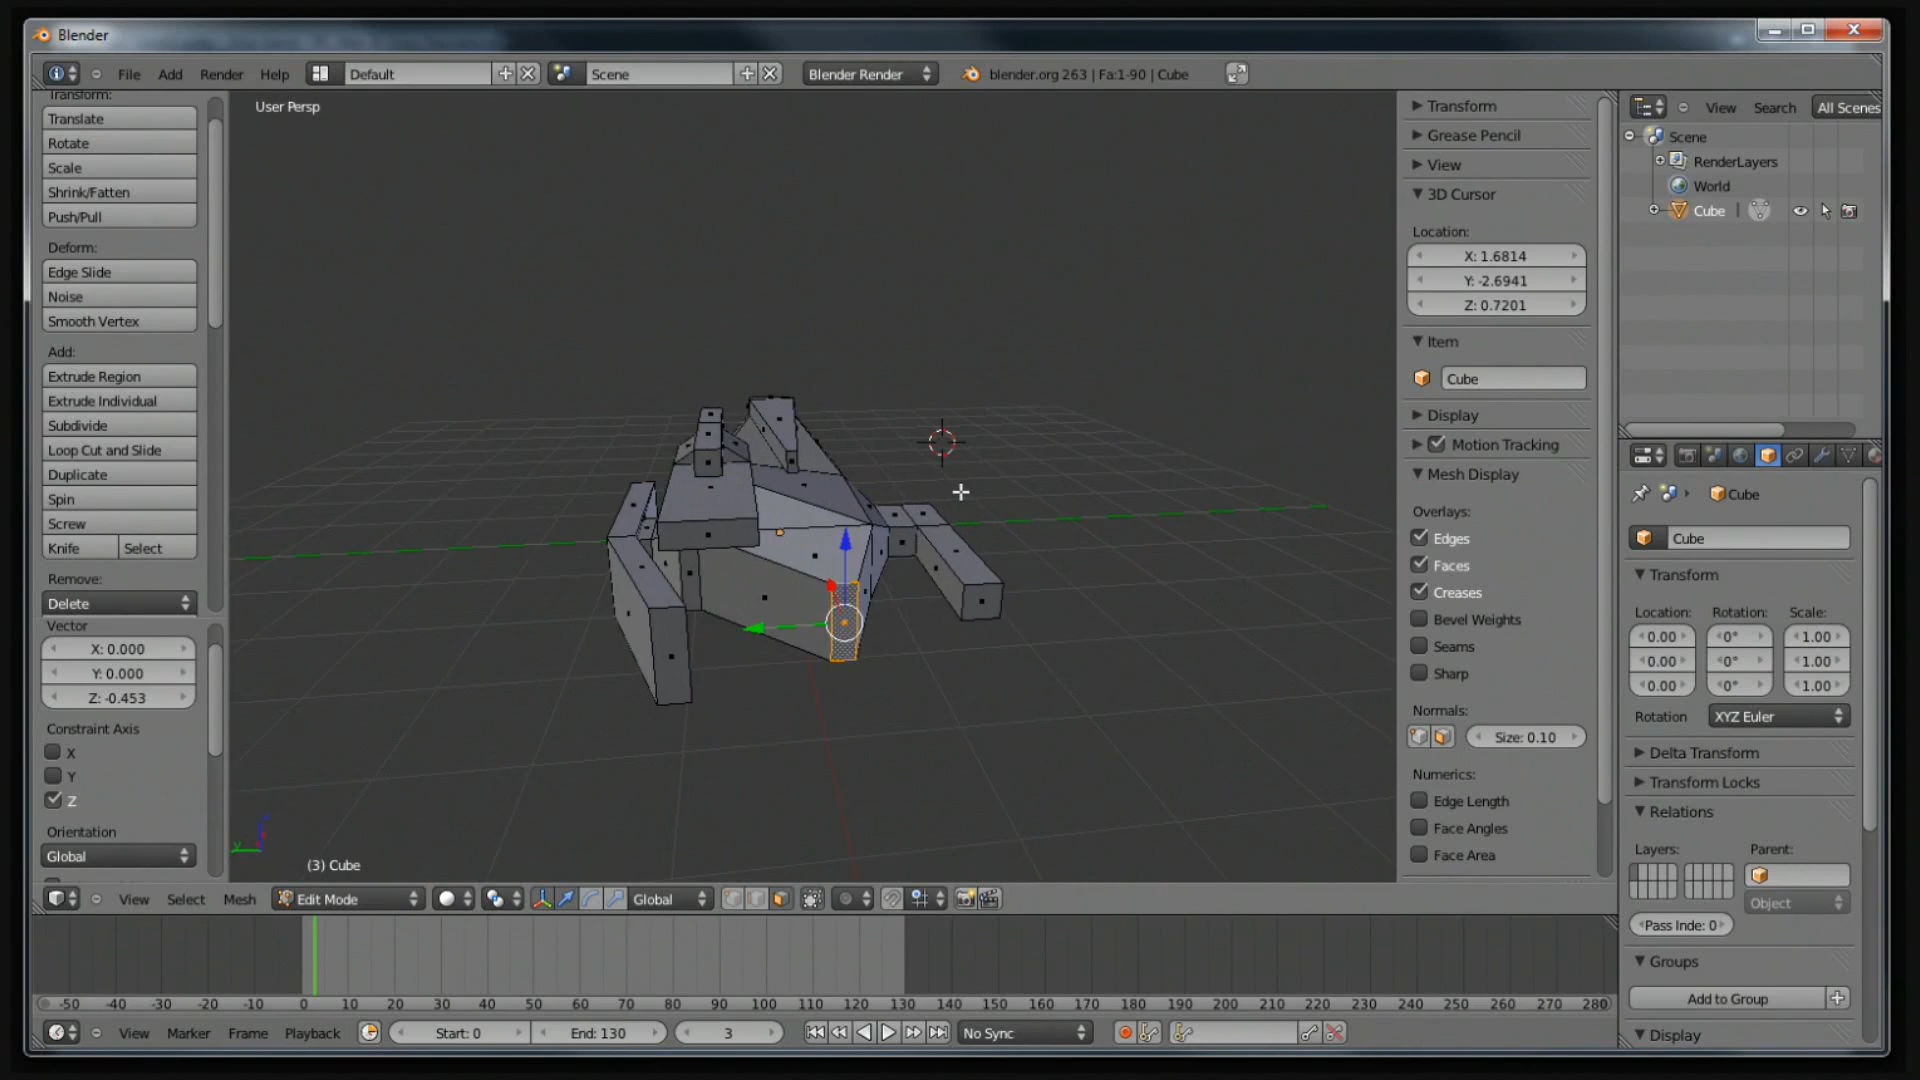 Blender
File Add Render Help Default Scene Blender Render blender.org 263 | Fa:1-90 | Cube
Transform:
Translate
Rotate
Scale
Shrink/Fatten
Push/Pull
Deform:
Edge Slide
Noise
Smooth Vertex
Add:
Extrude Region
Extrude Individual
Subdivide
Loop Cut and Slide
Duplicate
Spin
Screw
Knife Select
Remove:
Delete
Vector
X: 0.000
Y: 0.000
Z: -0.453
Constraint Axis
X
Y
Z
Orientation
Global
User Persp
y
(3) Cube
Transform
Grease Pencil
View
3D Cursor
Location:
X: 1.6814
Y: -2.6941
Z: 0.7201
Item
Cube
Display
Motion Tracking
Mesh Display
Overlays:
Edges
Faces
Creases
Bevel Weights
Seams
Sharp
Normals:
Size: 0.10
Numerics:
Edge Length
Face Angles
Face Area
View Search All Scenes
Scene
RenderLayers
World
Cube
Cube
Cube
Transform
Location: Rotation: Scale:
0.00 0° 1.00
0.00 0° 1.00
0.00 0° 1.00
Rotation XYZ Euler
Delta Transform
Transform Locks
Relations
Layers: Parent:
Object
Pass Inde: 0
Groups
Add to Group
Display
View Select Mesh Edit Mode Global
-50 -40 -30 -20 -10 0 10 20 30 40 50 60 70 80 90 100 110 120 130 140 150 160 170 180 190 200 210 220 230 240 250 260 270 280
View Marker Frame Playback Start: 0 End: 130 3 No Sync